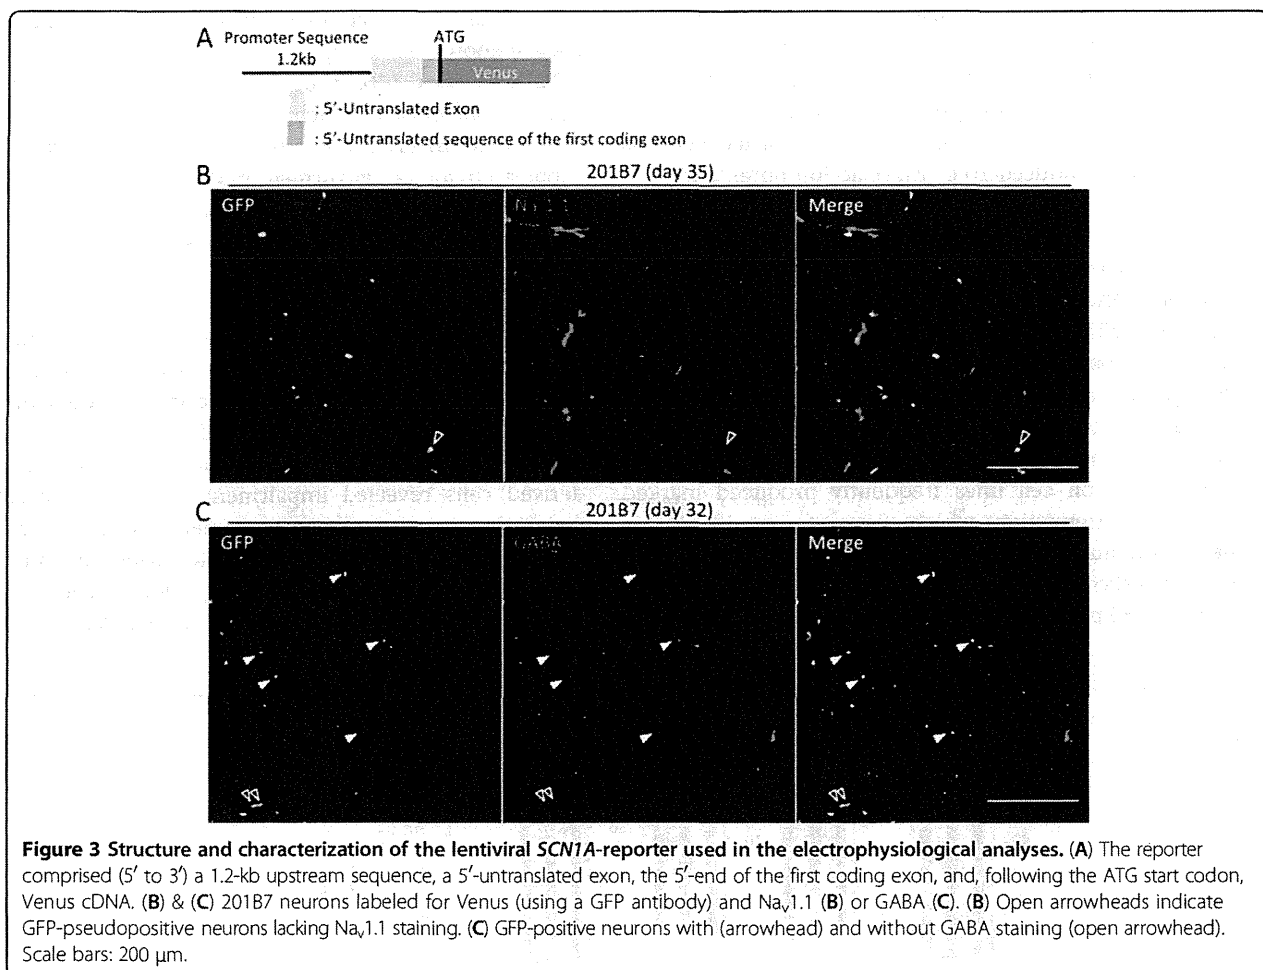 A
Promoter Sequence
1.2kb
ATG
Venus
: 5′-Untranslated Exon
: 5′-Untranslated sequence of the first coding exon
B
201B7 (day 35)
GFP
Merge
C
201B7 (day 32)
GFP
GABA
Merge
Figure 3 Structure and characterization of the lentiviral SCN1A-reporter used in the electrophysiological analyses. (A) The reporter
comprised (5′ to 3′) a 1.2-kb upstream sequence, a 5′-untranslated exon, the 5′-end of the first coding exon, and, following the ATG start codon,
Venus cDNA. (B) & (C) 201B7 neurons labeled for Venus (using a GFP antibody) and Nav1.1 (B) or GABA (C). (B) Open arrowheads indicate
GFP-pseudopositive neurons lacking Nav1.1 staining. (C) GFP-positive neurons with (arrowhead) and without GABA staining (open arrowhead).
Scale bars: 200 μm.